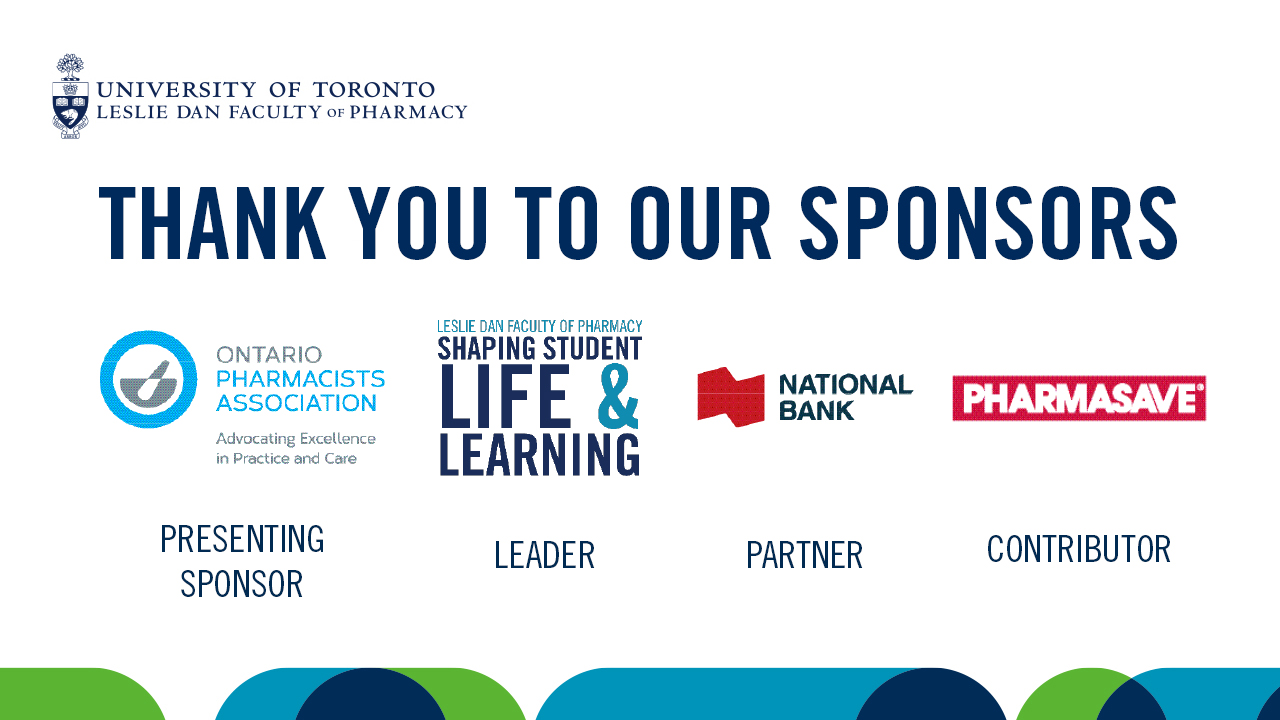 UNIVERSITY OF TORONTO
LESLIE DAN FACULTY OF PHARMACY
THANK YOU TO OUR SPONSORS
ONTARIO
PHARMACISTS
ASSOCIATION
Advocating Excellence
in Practice and Care
LESLIE DAN FACULTY OF PHARMACY
SHAPING STUDENT
LIFE &
LEARNING
NATIONAL
BANK
PHARMASAVE®
PRESENTING
SPONSOR
LEADER
PARTNER
CONTRIBUTOR